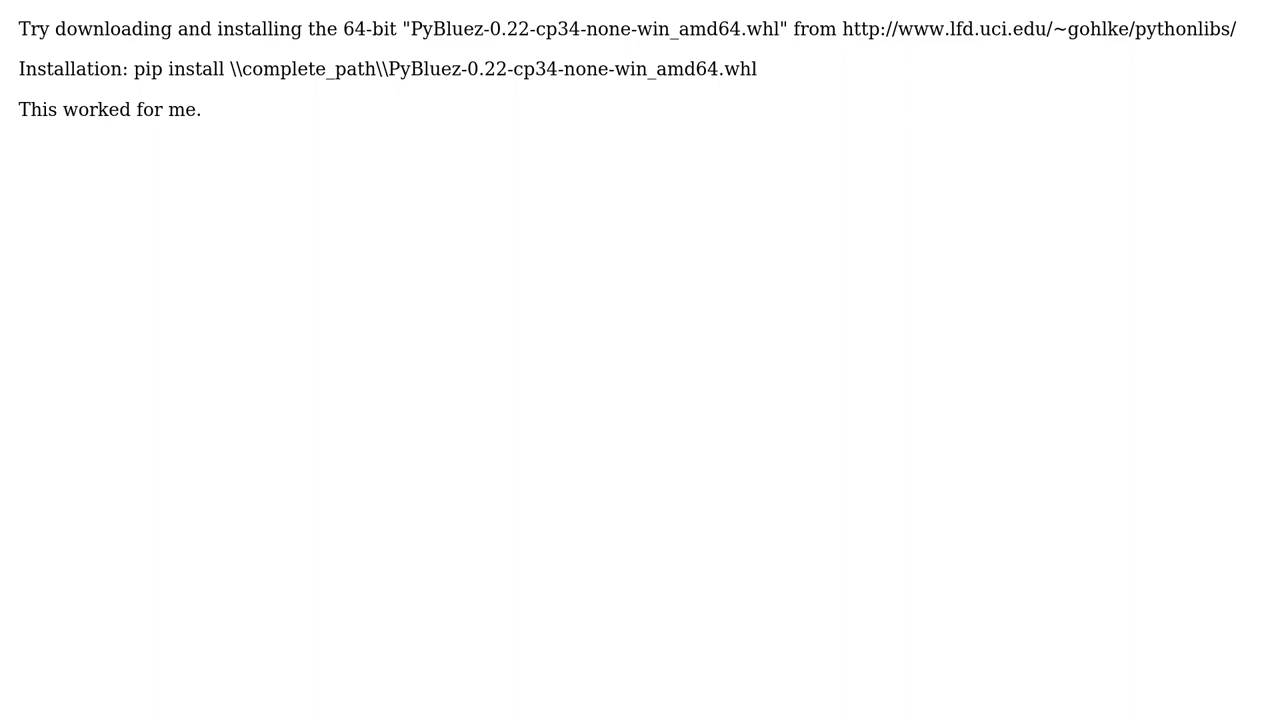 Try downloading and installing the 64-bit "PyBluez-0.22-cp34-none-win_amd64.whl" from http://www.lfd.uci.edu/~gohlke/pythonlibs/
Installation: pip install \\complete_path\\PyBluez-0.22-cp34-none-win_amd64.whl
This worked for me.